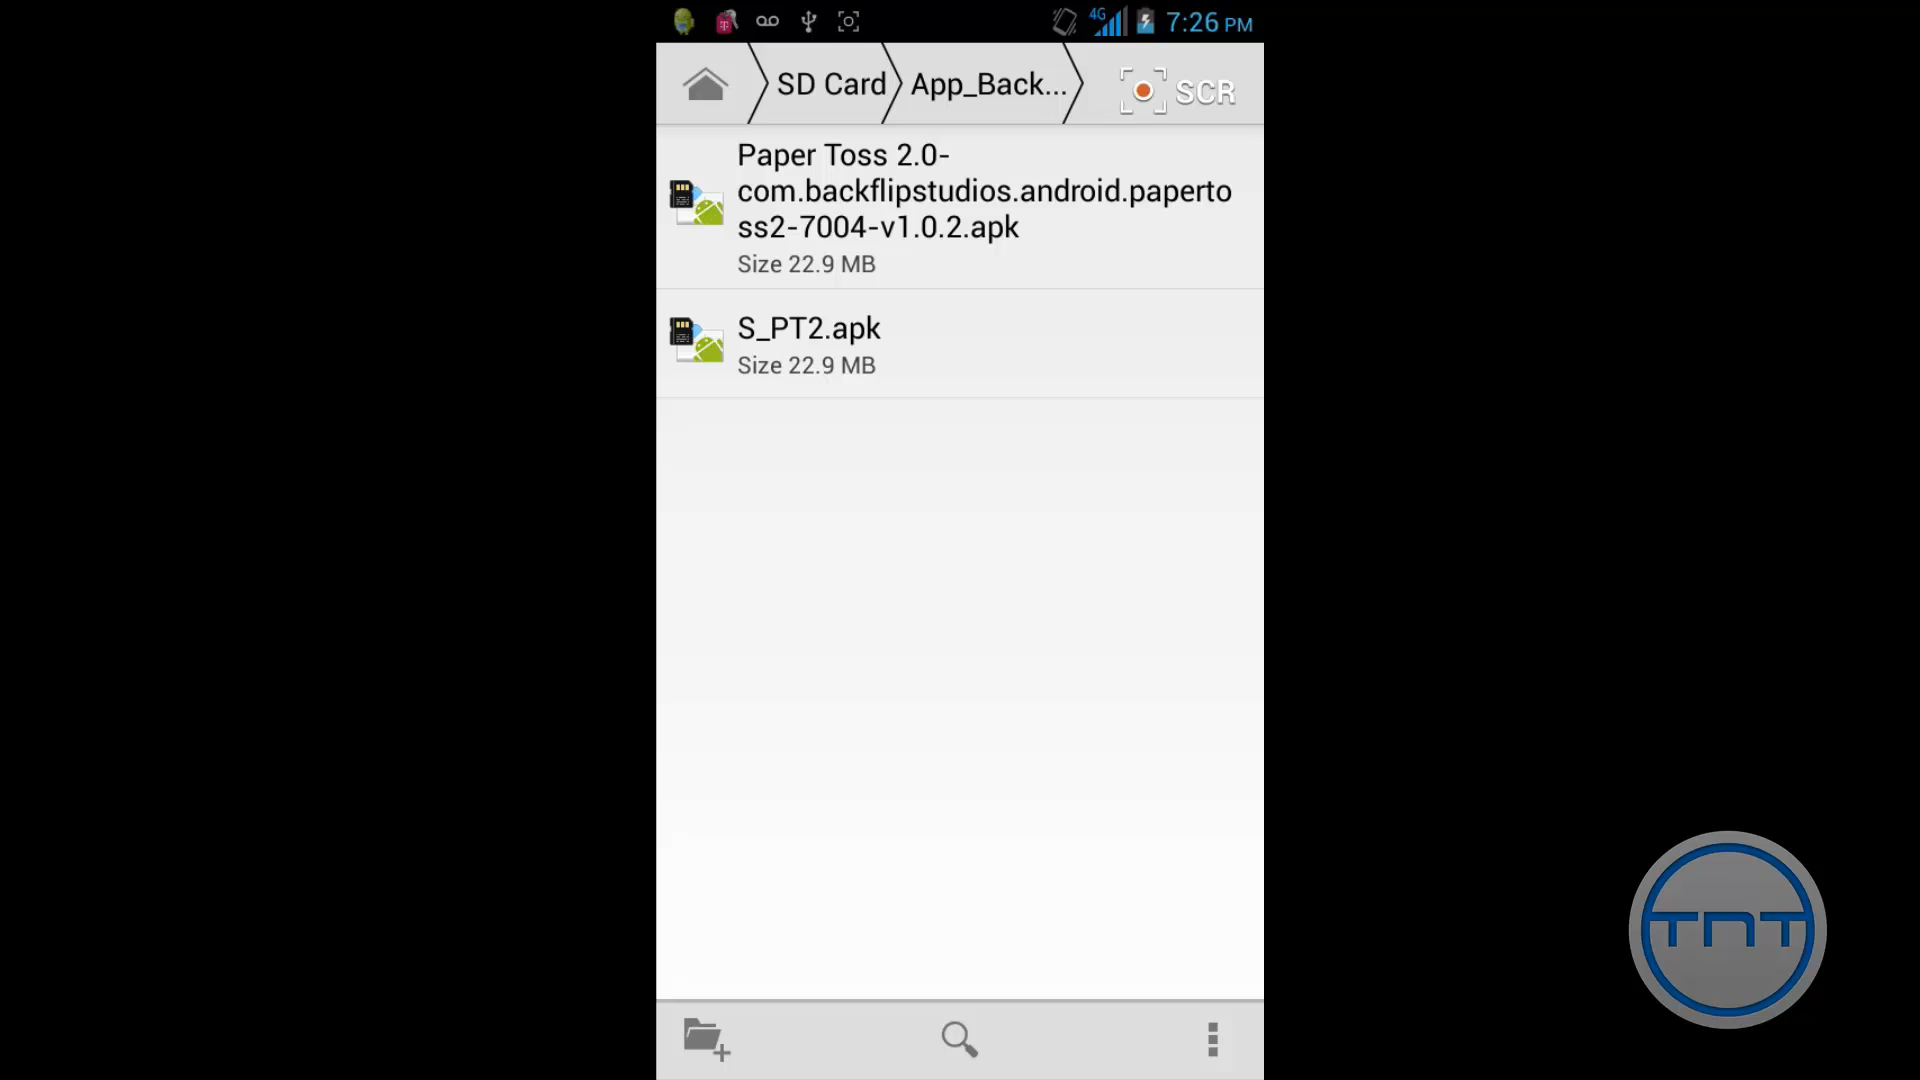 4G 7:26 PM
SD Card App_Back... SCR
Paper Toss 2.0-
com.backflipstudios.android.paperto
ss2-7004-v1.0.2.apk
Size 22.9 MB
S_PT2.apk
Size 22.9 MB
TNT